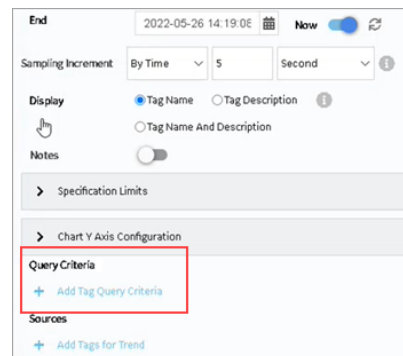 End 2022-05-26 14:19:08 Now
Sampling Increment By Time 5 Second
Display Tag Name Tag Description
Tag Name And Description
Notes
Specification Limits
Chart Y Axis Configuration
Query Criteria
+ Add Tag Query Criteria
Sources
+ Add Tags for Trend